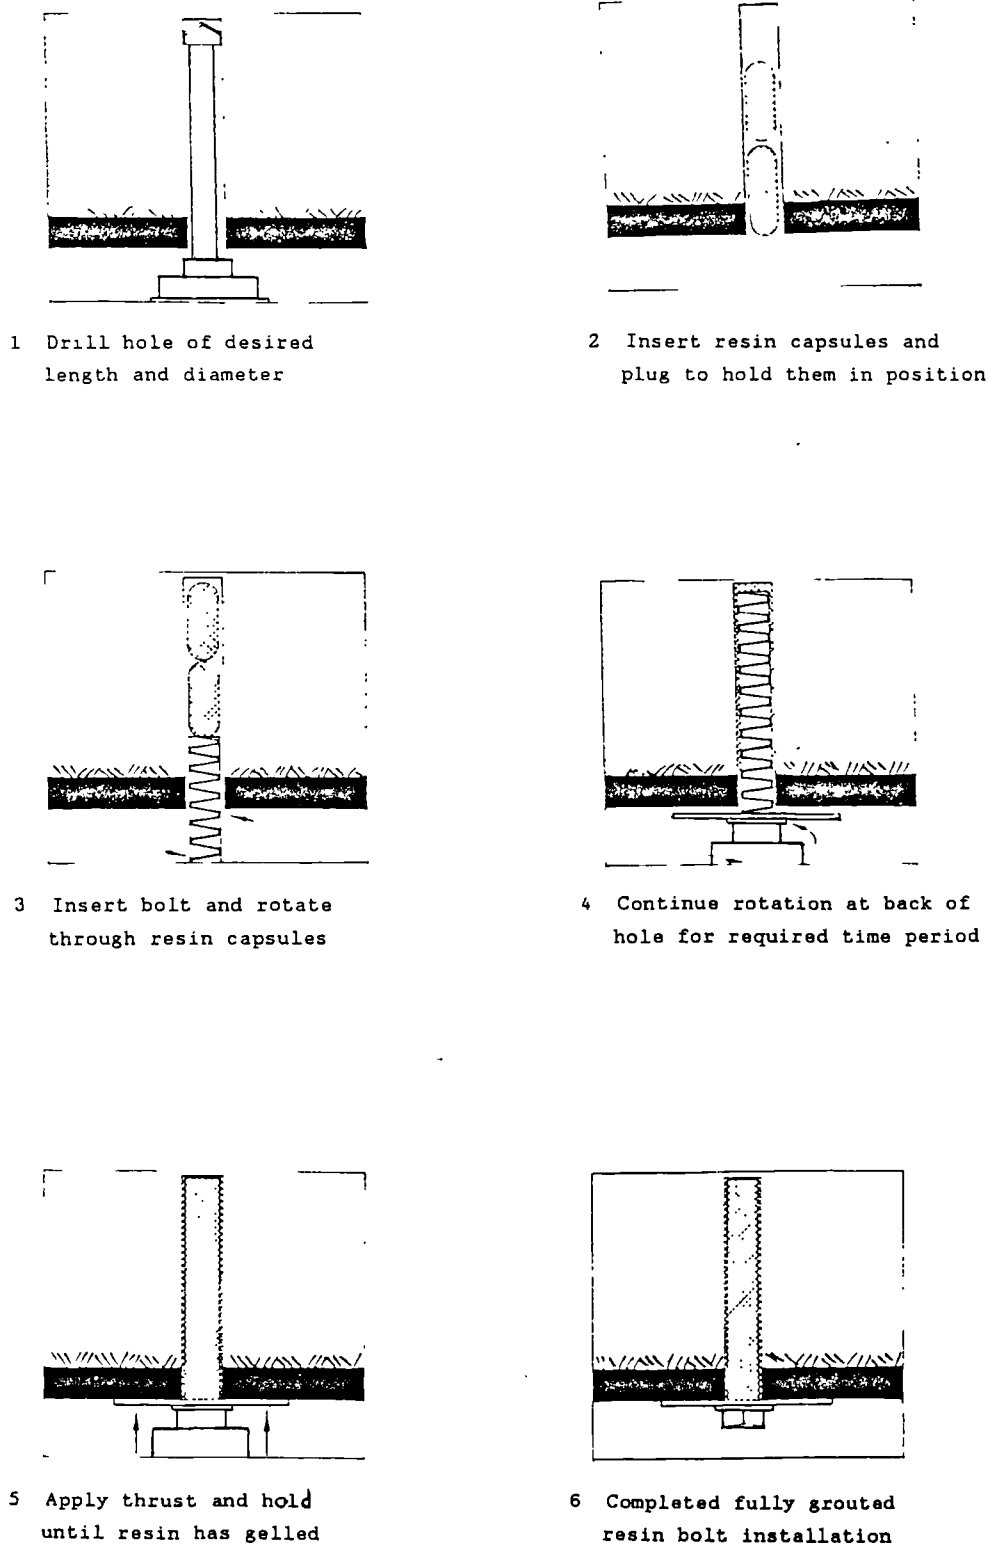 1 Drill hole of desired
length and diameter
2 Insert resin capsules and
plug to hold them in position
3 Insert bolt and rotate
through resin capsules
4 Continue rotation at back of
hole for required time period
5 Apply thrust and hold
until resin has gelled
6 Completed fully grouted
resin bolt installation